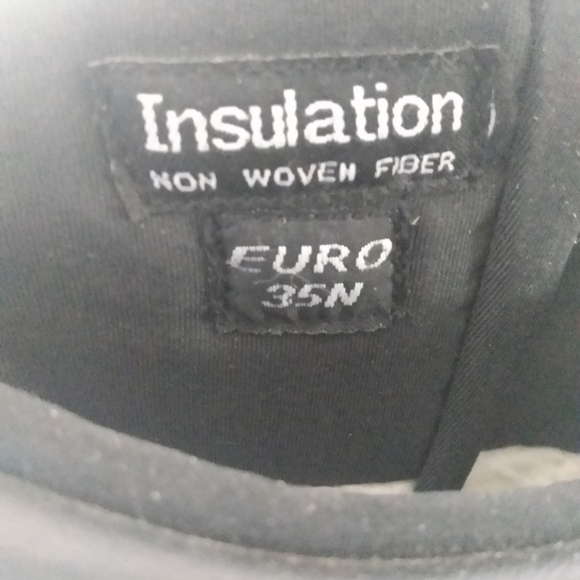 Insulation
NON WOVEN FIBER
EURO
35N